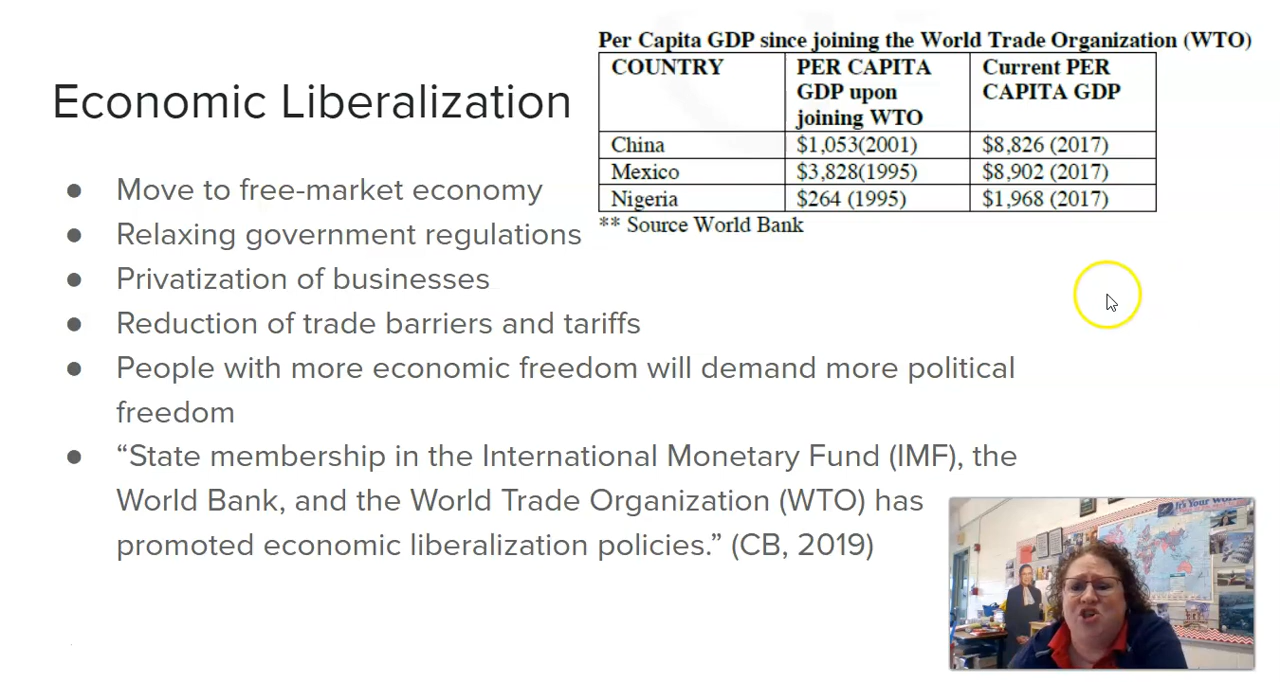 Economic Liberalization
● Move to free-market economy
● Relaxing government regulations
● Privatization of businesses
● Reduction of trade barriers and tariffs
● People with more economic freedom will demand more political
freedom
● “State membership in the International Monetary Fund (IMF), the
World Bank, and the World Trade Organization (WTO) has
promoted economic liberalization policies.” (CB, 2019)
Per Capita GDP since joining the World Trade Organization (WTO)
COUNTRY PER CAPITA GDP upon joining WTO Current PER CAPITA GDP
China $1,053(2001) $8,826 (2017)
Mexico $3,828(1995) $8,902 (2017)
Nigeria $264 (1995) $1,968 (2017)
** Source World Bank
It's Your